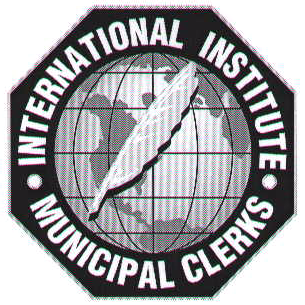 INTERNATIONAL INSTITUTE
MUNICIPAL CLERKS